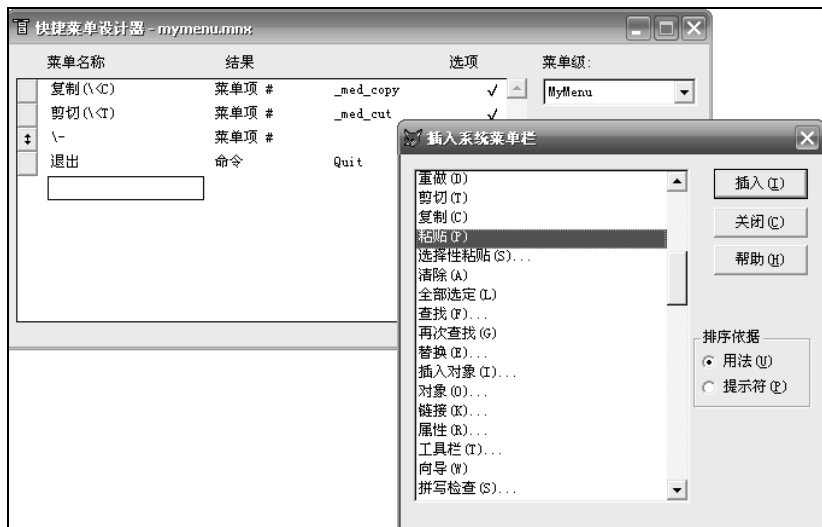 快捷菜单设计器 - mymenu.mnx
菜单名称 结果 选项 菜单级:
复制(\<C) 菜单项 # _med_copy √ MyMenu
剪切(\<T) 菜单项 # _med_cut √
\- 菜单项 #
退出 命令 Quit
插入系统菜单栏
重做(D)
剪切(T)
复制(C)
粘贴(P)
选择性粘贴(S)...
清除(A)
全部选定(L)
查找(F)...
再次查找(G)
替换(E)...
插入对象(I)...
对象(O)...
链接(K)...
属性(R)...
工具栏(T)...
向导(W)
拼写检查(S)...
插入(I)
关闭(C)
帮助(H)
排序依据
用法(U)
提示符(P)